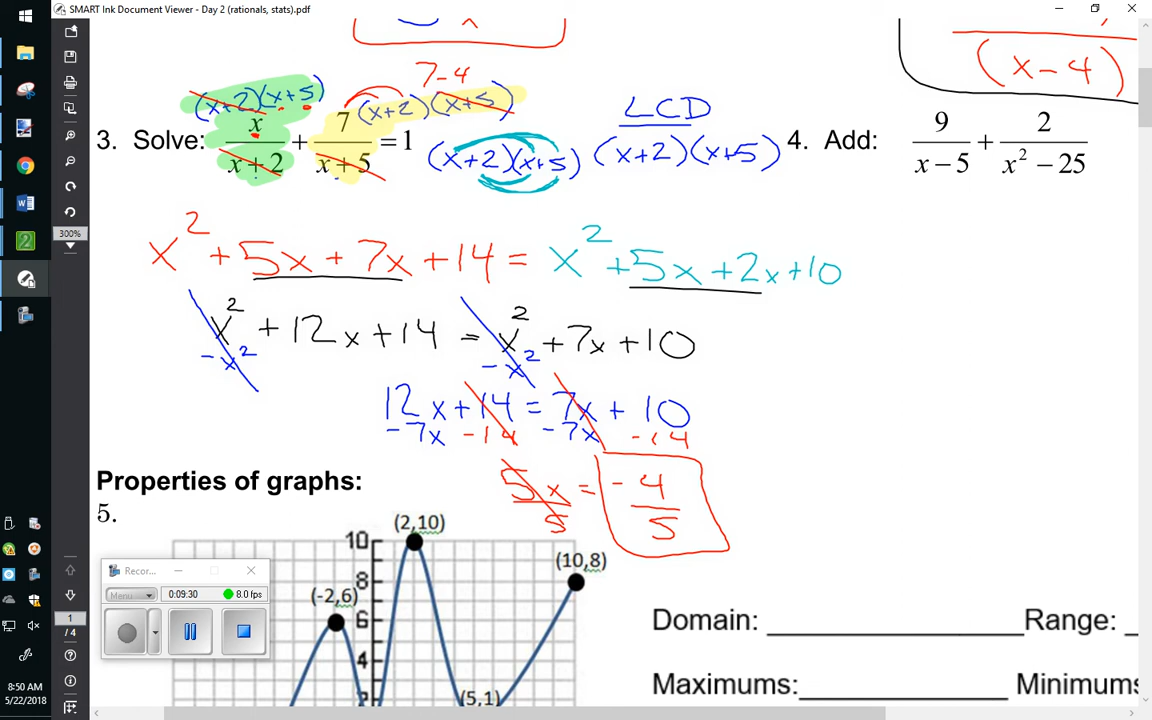 SMART Ink Document Viewer - Day 2 (rationals, stats).pdf
(x-4)
7-4
(x+2)(x+5)
(x+2)(x+5)
LCD
3. Solve: x/(x+2) + 7/(x+5) = 1
(x+2)(x+5)
(x+2)(x+5)
4. Add: 9/(x-5) + 2/(x²-25)
300%
x² + 5x + 7x + 14 = x² + 5x + 2x + 10
x² + 12x + 14 = x² + 7x + 10
-x² -x²
12x + 14 = 7x + 10
-7x -14 -7x -14
5x/5 = -4/5
Properties of graphs:
5.
(2,10)
10
(10,8)
8
(-2,6)
6
4
2
(5,1)
Recor...
Menu
0:09:30
8.0 fps
1
/ 4
Domain: Range:
Maximums: Minimums
8:50 AM
5/22/2018